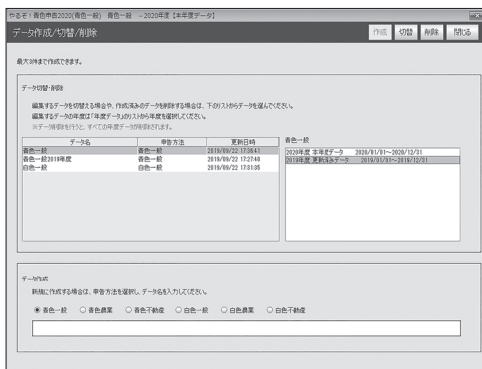 やるぞ！青色申告2020(青色一般)　青色一般　－2020年度【本年度データ】
データ作成/切替/削除
作成　切替　削除　閉じる
最大3件まで作成できます。
データ切替・削除
編集するデータを切替える場合や、作成済みのデータを削除する場合は、下のリストからデータを選んでください。
編集するデータの年度は「年度データ」のリストから年度を選択してください。
※データ削除を行うと、すべての年度データが削除されます。
青色一般
データ名　申告方法　更新日時
青色一般　青色一般　2019/09/22 17:36:41
青色一般2019年度　青色一般　2019/09/22 17:27:48
白色一般　白色一般　2019/09/22 17:31:35
2020年度 本年度データ　2020/01/01～2020/12/31
2019年度 更新済みデータ　2019/01/01～2019/12/31
データ作成
新規に作成する場合は、申告方法を選択し、データ名を入力してください。
青色一般　青色農業　青色不動産　白色一般　白色農業　白色不動産